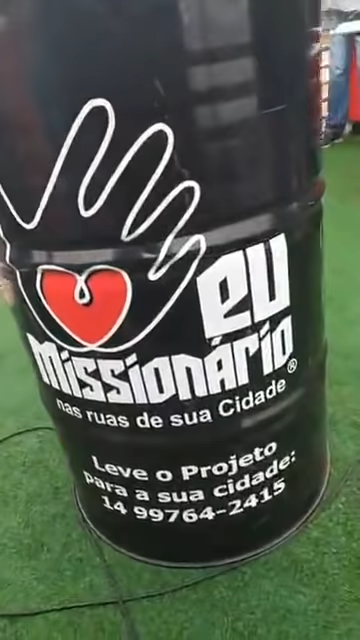 eu
Missionário®
nas ruas de sua Cidade
Leve o Projeto
para a sua cidade:
14 99764-2415